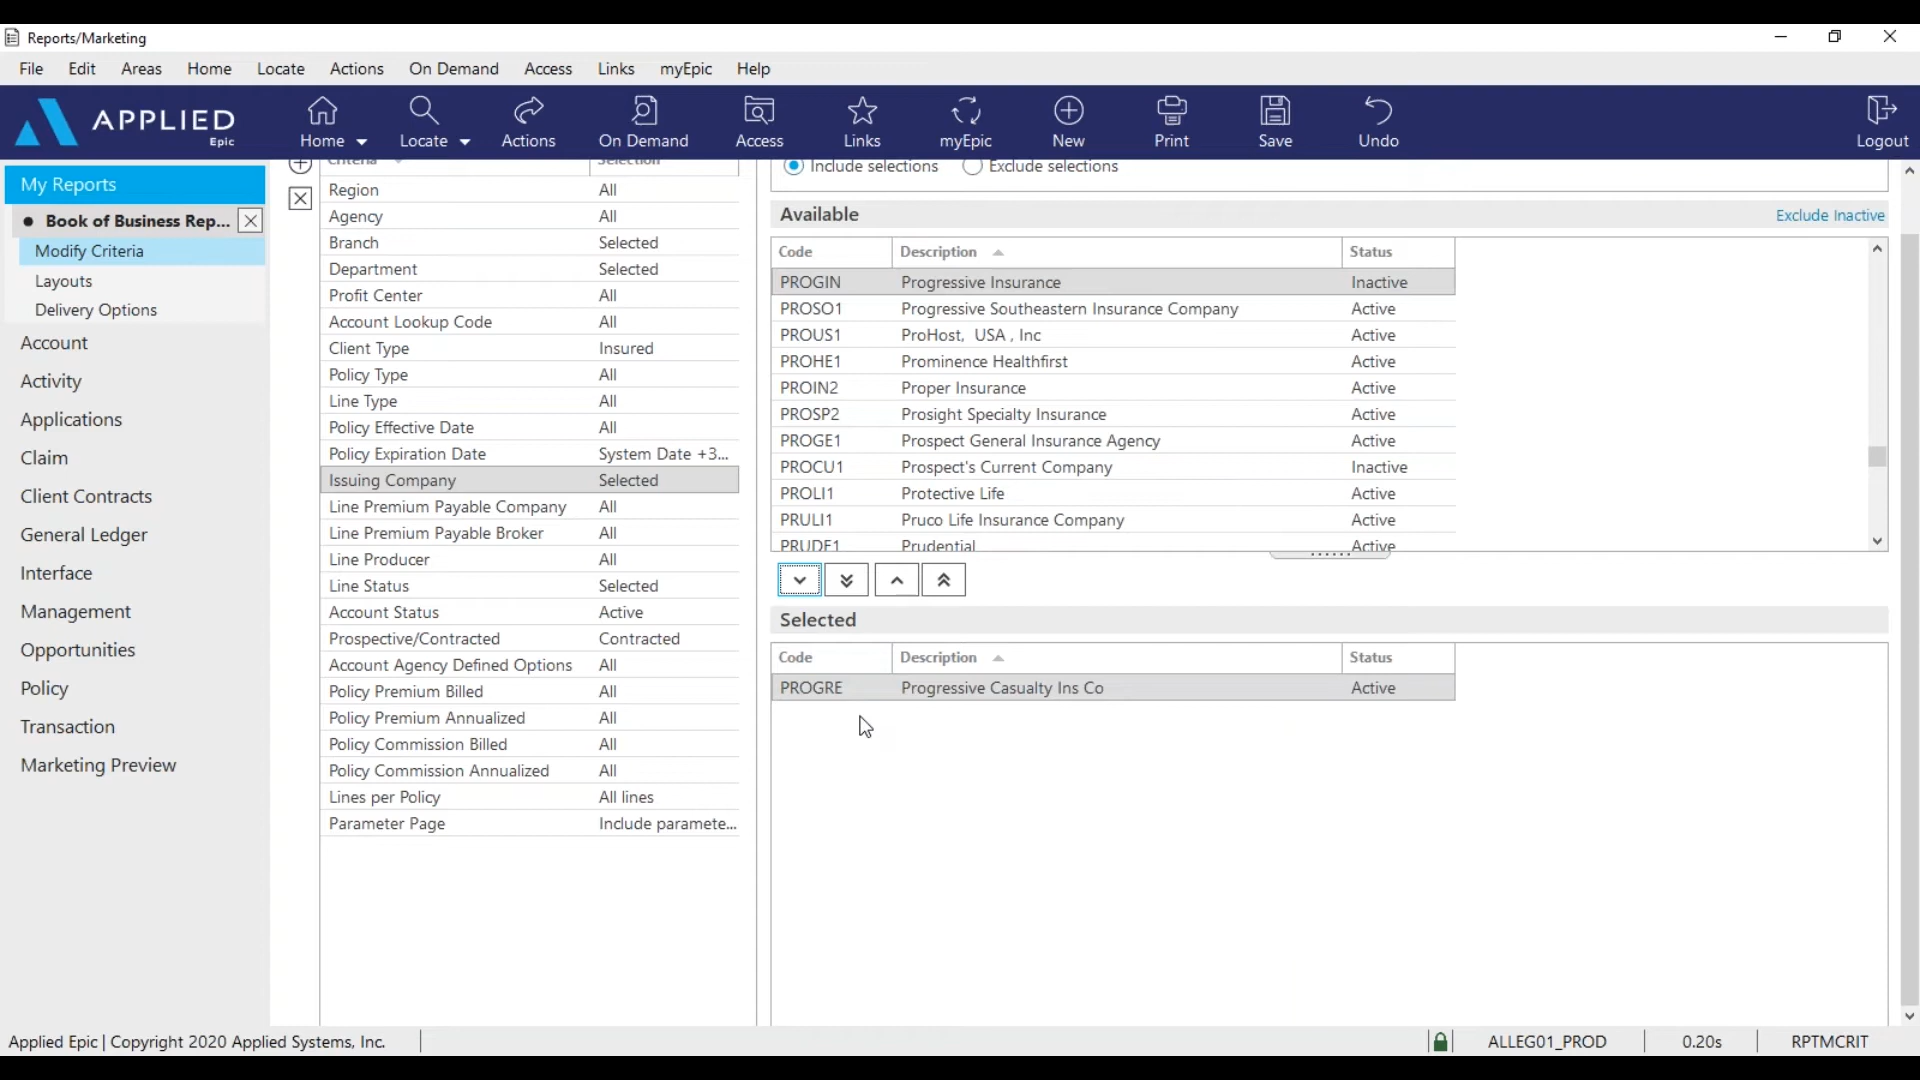 Reports/Marketing
File Edit Areas Home Locate Actions On Demand Access Links myEpic Help
APPLIED
Epic
Home Locate Actions On Demand Access Links myEpic New Print Save Undo Logout
My Reports
Book of Business Rep...
Modify Criteria
Layouts
Delivery Options
Account
Activity
Applications
Claim
Client Contracts
General Ledger
Interface
Management
Opportunities
Policy
Transaction
Marketing Preview
Criteria Selection
Region All
Agency All
Branch Selected
Department Selected
Profit Center All
Account Lookup Code All
Client Type Insured
Policy Type All
Line Type All
Policy Effective Date All
Policy Expiration Date System Date +3...
Issuing Company Selected
Line Premium Payable Company All
Line Premium Payable Broker All
Line Producer All
Line Status Selected
Account Status Active
Prospective/Contracted Contracted
Account Agency Defined Options All
Policy Premium Billed All
Policy Premium Annualized All
Policy Commission Billed All
Policy Commission Annualized All
Lines per Policy All lines
Parameter Page Include paramete...
Include selections Exclude selections
Available Exclude Inactive
Code Description Status
PROGIN Progressive Insurance Inactive
PROSO1 Progressive Southeastern Insurance Company Active
PROUS1 ProHost, USA , Inc Active
PROHE1 Prominence Healthfirst Active
PROIN2 Proper Insurance Active
PROSP2 Prosight Specialty Insurance Active
PROGE1 Prospect General Insurance Agency Active
PROCU1 Prospect's Current Company Inactive
PROLI1 Protective Life Active
PRULI1 Pruco Life Insurance Company Active
PRUDE1 Prudential Active
Selected
Code Description Status
PROGRE Progressive Casualty Ins Co Active
Applied Epic | Copyright 2020 Applied Systems, Inc. ALLEG01_PROD 0.20s RPTMCRIT